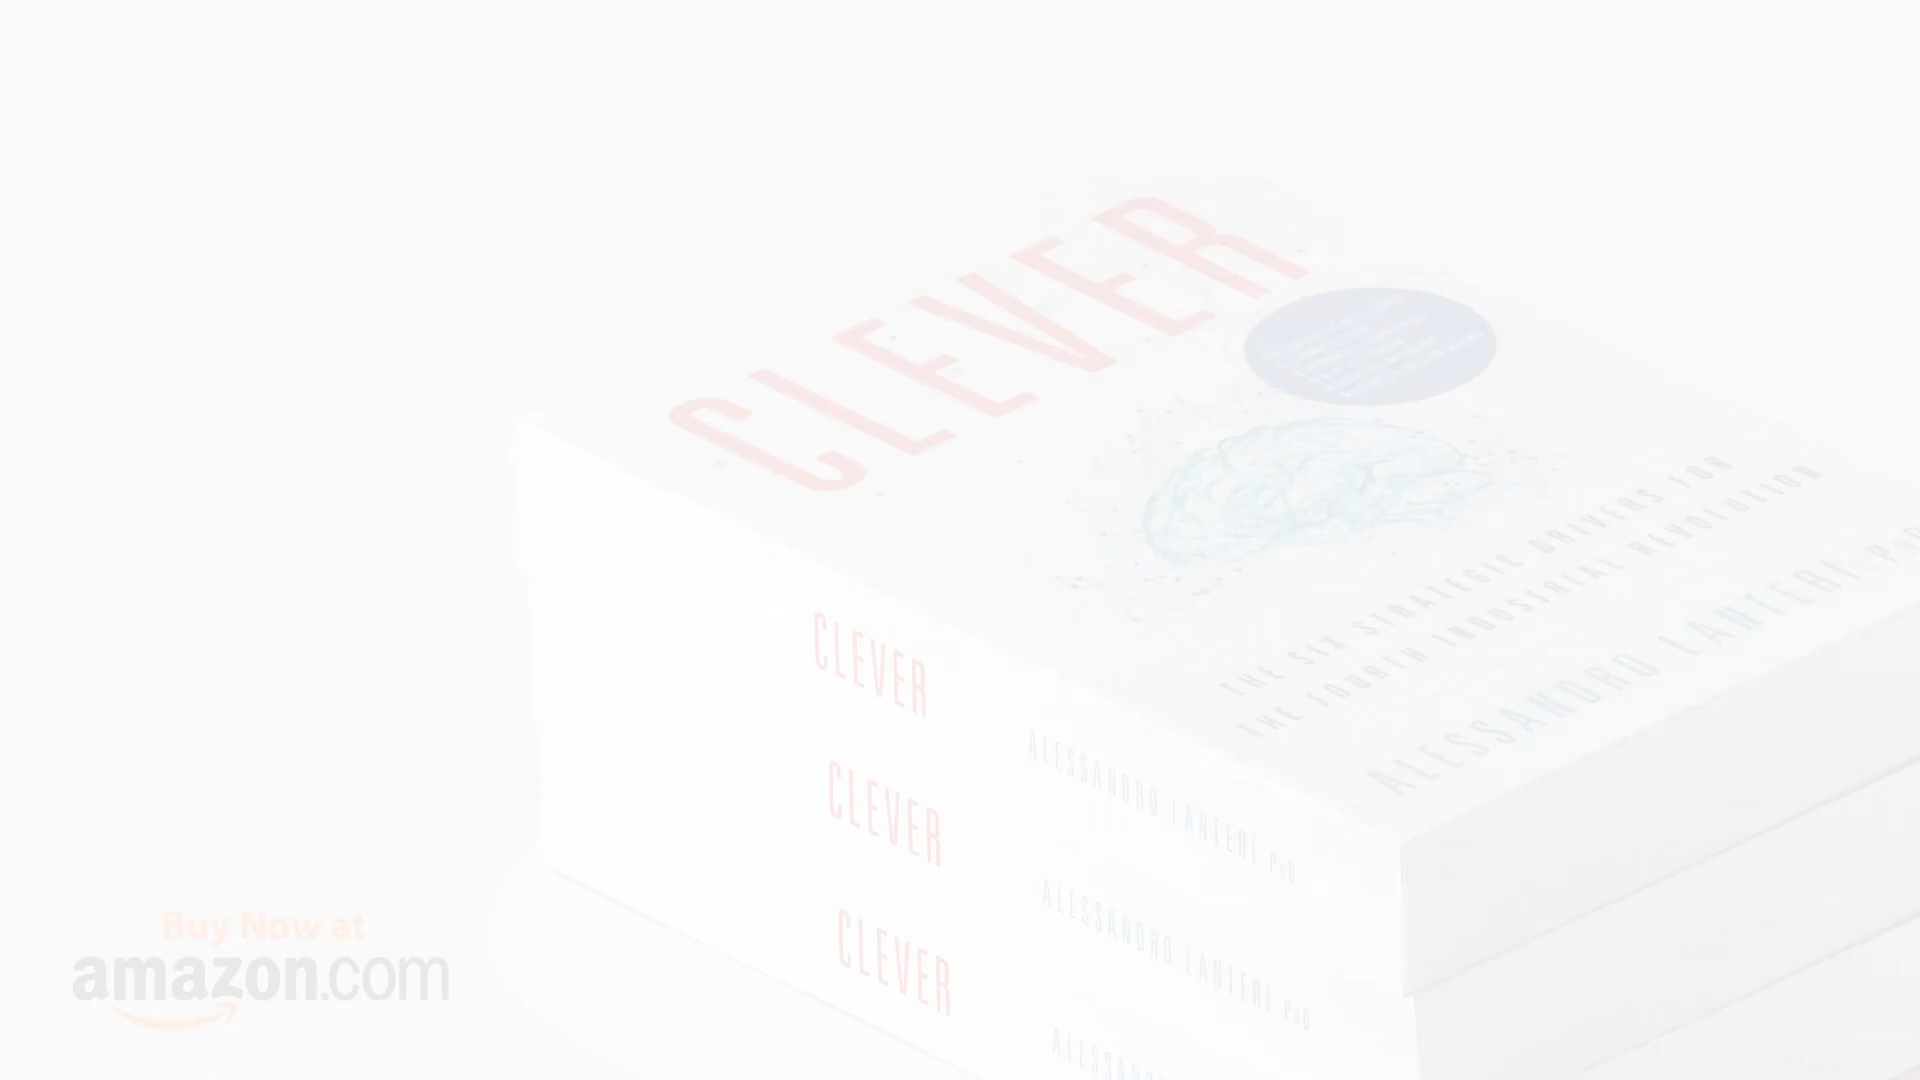 CLEVER
THE SIX STRATEGIC DRIVERS FOR
THE FOURTH INDUSTRIAL REVOLUTION
ALESSANDRO LANTERI PhD
CLEVER
ALESSANDRO LANTERI PhD
CLEVER
ALESSANDRO LANTERI PhD
CLEVER
Buy Now at
amazon.com